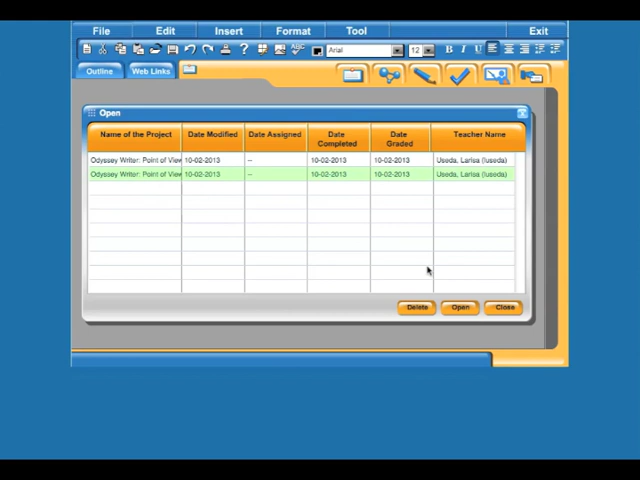 File Edit Insert Format Tool Exit
Arial 12 B I U
Outline Web Links
Open
Name of the Project Date Modified Date Assigned Date Completed Date Graded Teacher Name
Odyssey Writer: Point of View 10-02-2013 -- 10-02-2013 10-02-2013 Useda, Larisa (luseda)
Odyssey Writer: Point of View 10-02-2013 -- 10-02-2013 10-02-2013 Useda, Larisa (luseda)
Delete Open Close